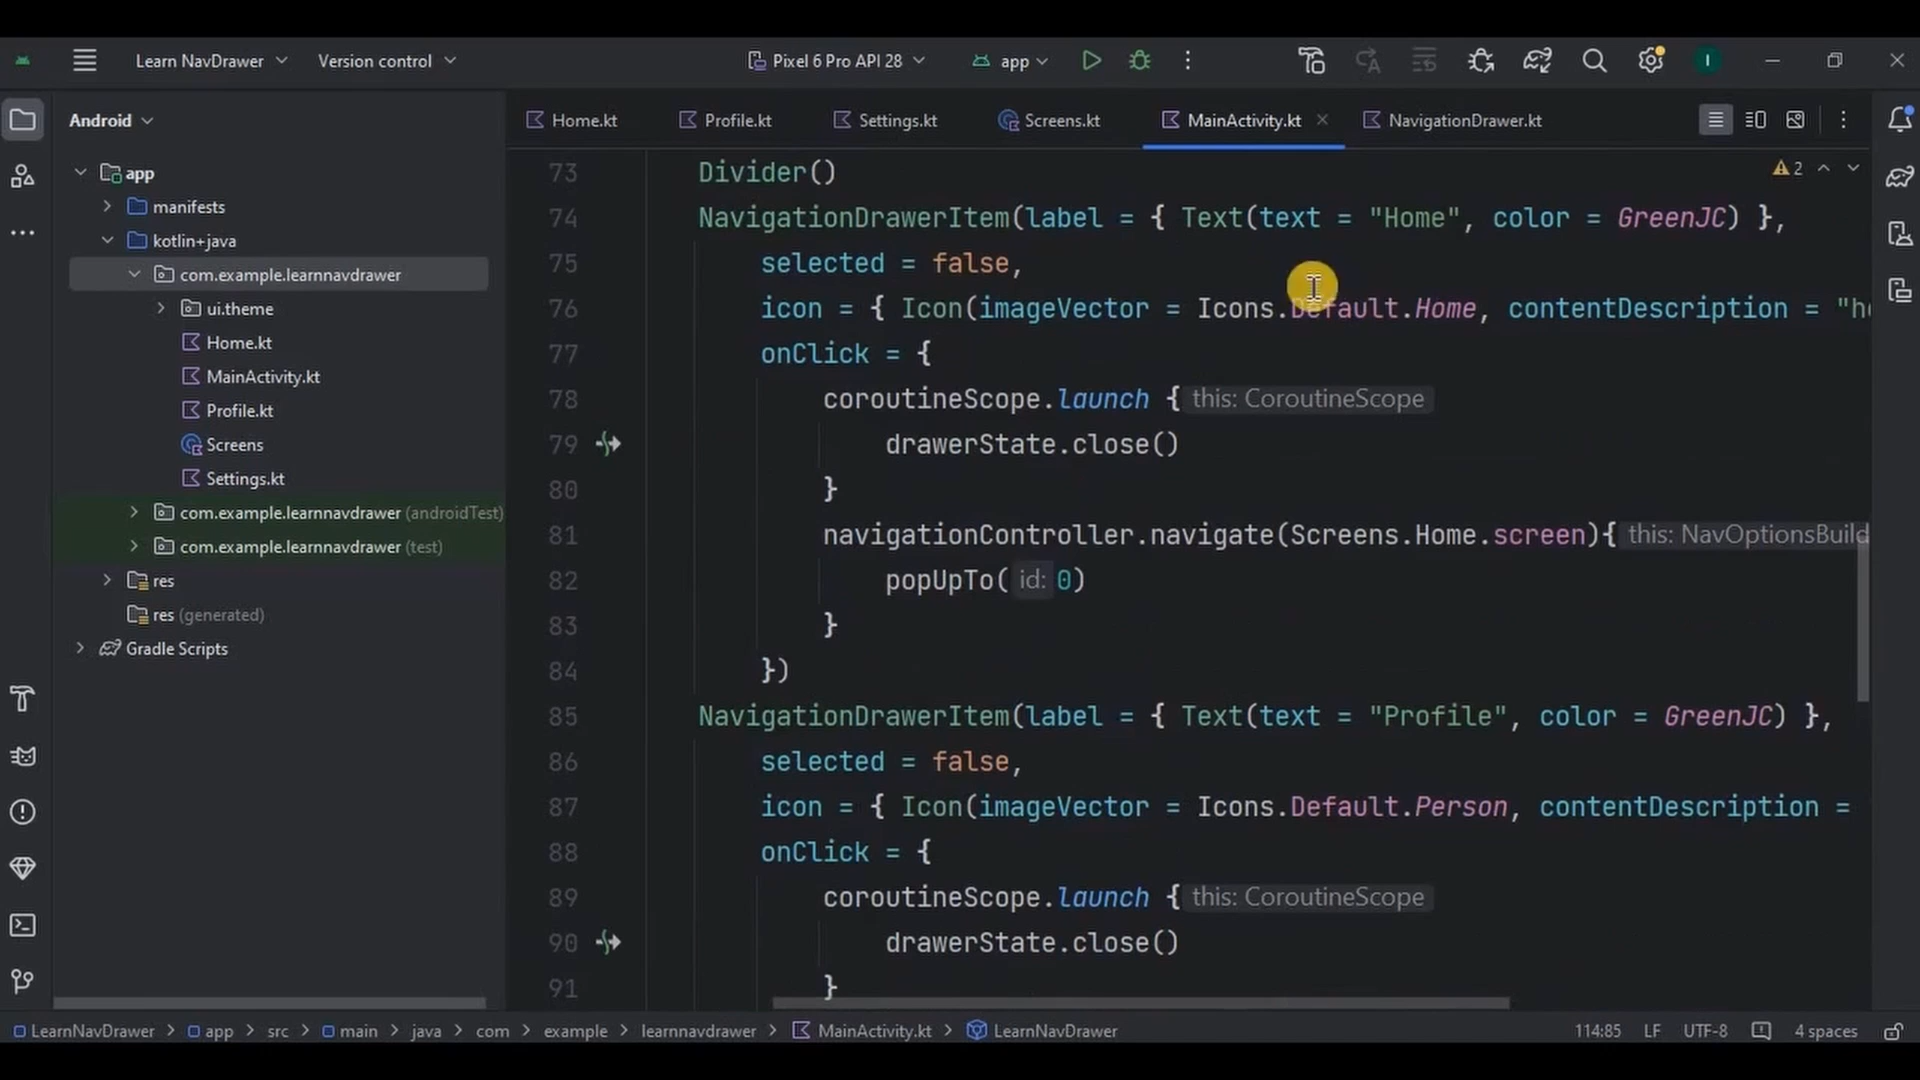 Learn NavDrawer
Version control
Pixel 6 Pro API 28
app
I
Android
Home.kt
Profile.kt
Settings.kt
Screens.kt
MainActivity.kt
NavigationDrawer.kt
app
manifests
kotlin+java
com.example.learnnavdrawer
ui.theme
Home.kt
MainActivity.kt
Profile.kt
Screens
Settings.kt
com.example.learnnavdrawer (androidTest)
com.example.learnnavdrawer (test)
res
res (generated)
Gradle Scripts
2
73 Divider()
74 NavigationDrawerItem(label = { Text(text = "Home", color = GreenJC) },
75 selected = false,
76 icon = { Icon(imageVector = Icons.Default.Home, contentDescription = "h
77 onClick = {
78 coroutineScope.launch { this: CoroutineScope
79 drawerState.close()
80 }
81 navigationController.navigate(Screens.Home.screen){ this: NavOptionsBuild
82 popUpTo( id: 0)
83 }
84 })
85 NavigationDrawerItem(label = { Text(text = "Profile", color = GreenJC) },
86 selected = false,
87 icon = { Icon(imageVector = Icons.Default.Person, contentDescription =
88 onClick = {
89 coroutineScope.launch { this: CoroutineScope
90 drawerState.close()
91 }
LearnNavDrawer > app > src > main > java > com > example > learnnavdrawer > MainActivity.kt > LearnNavDrawer
114:85 LF UTF-8 4 spaces